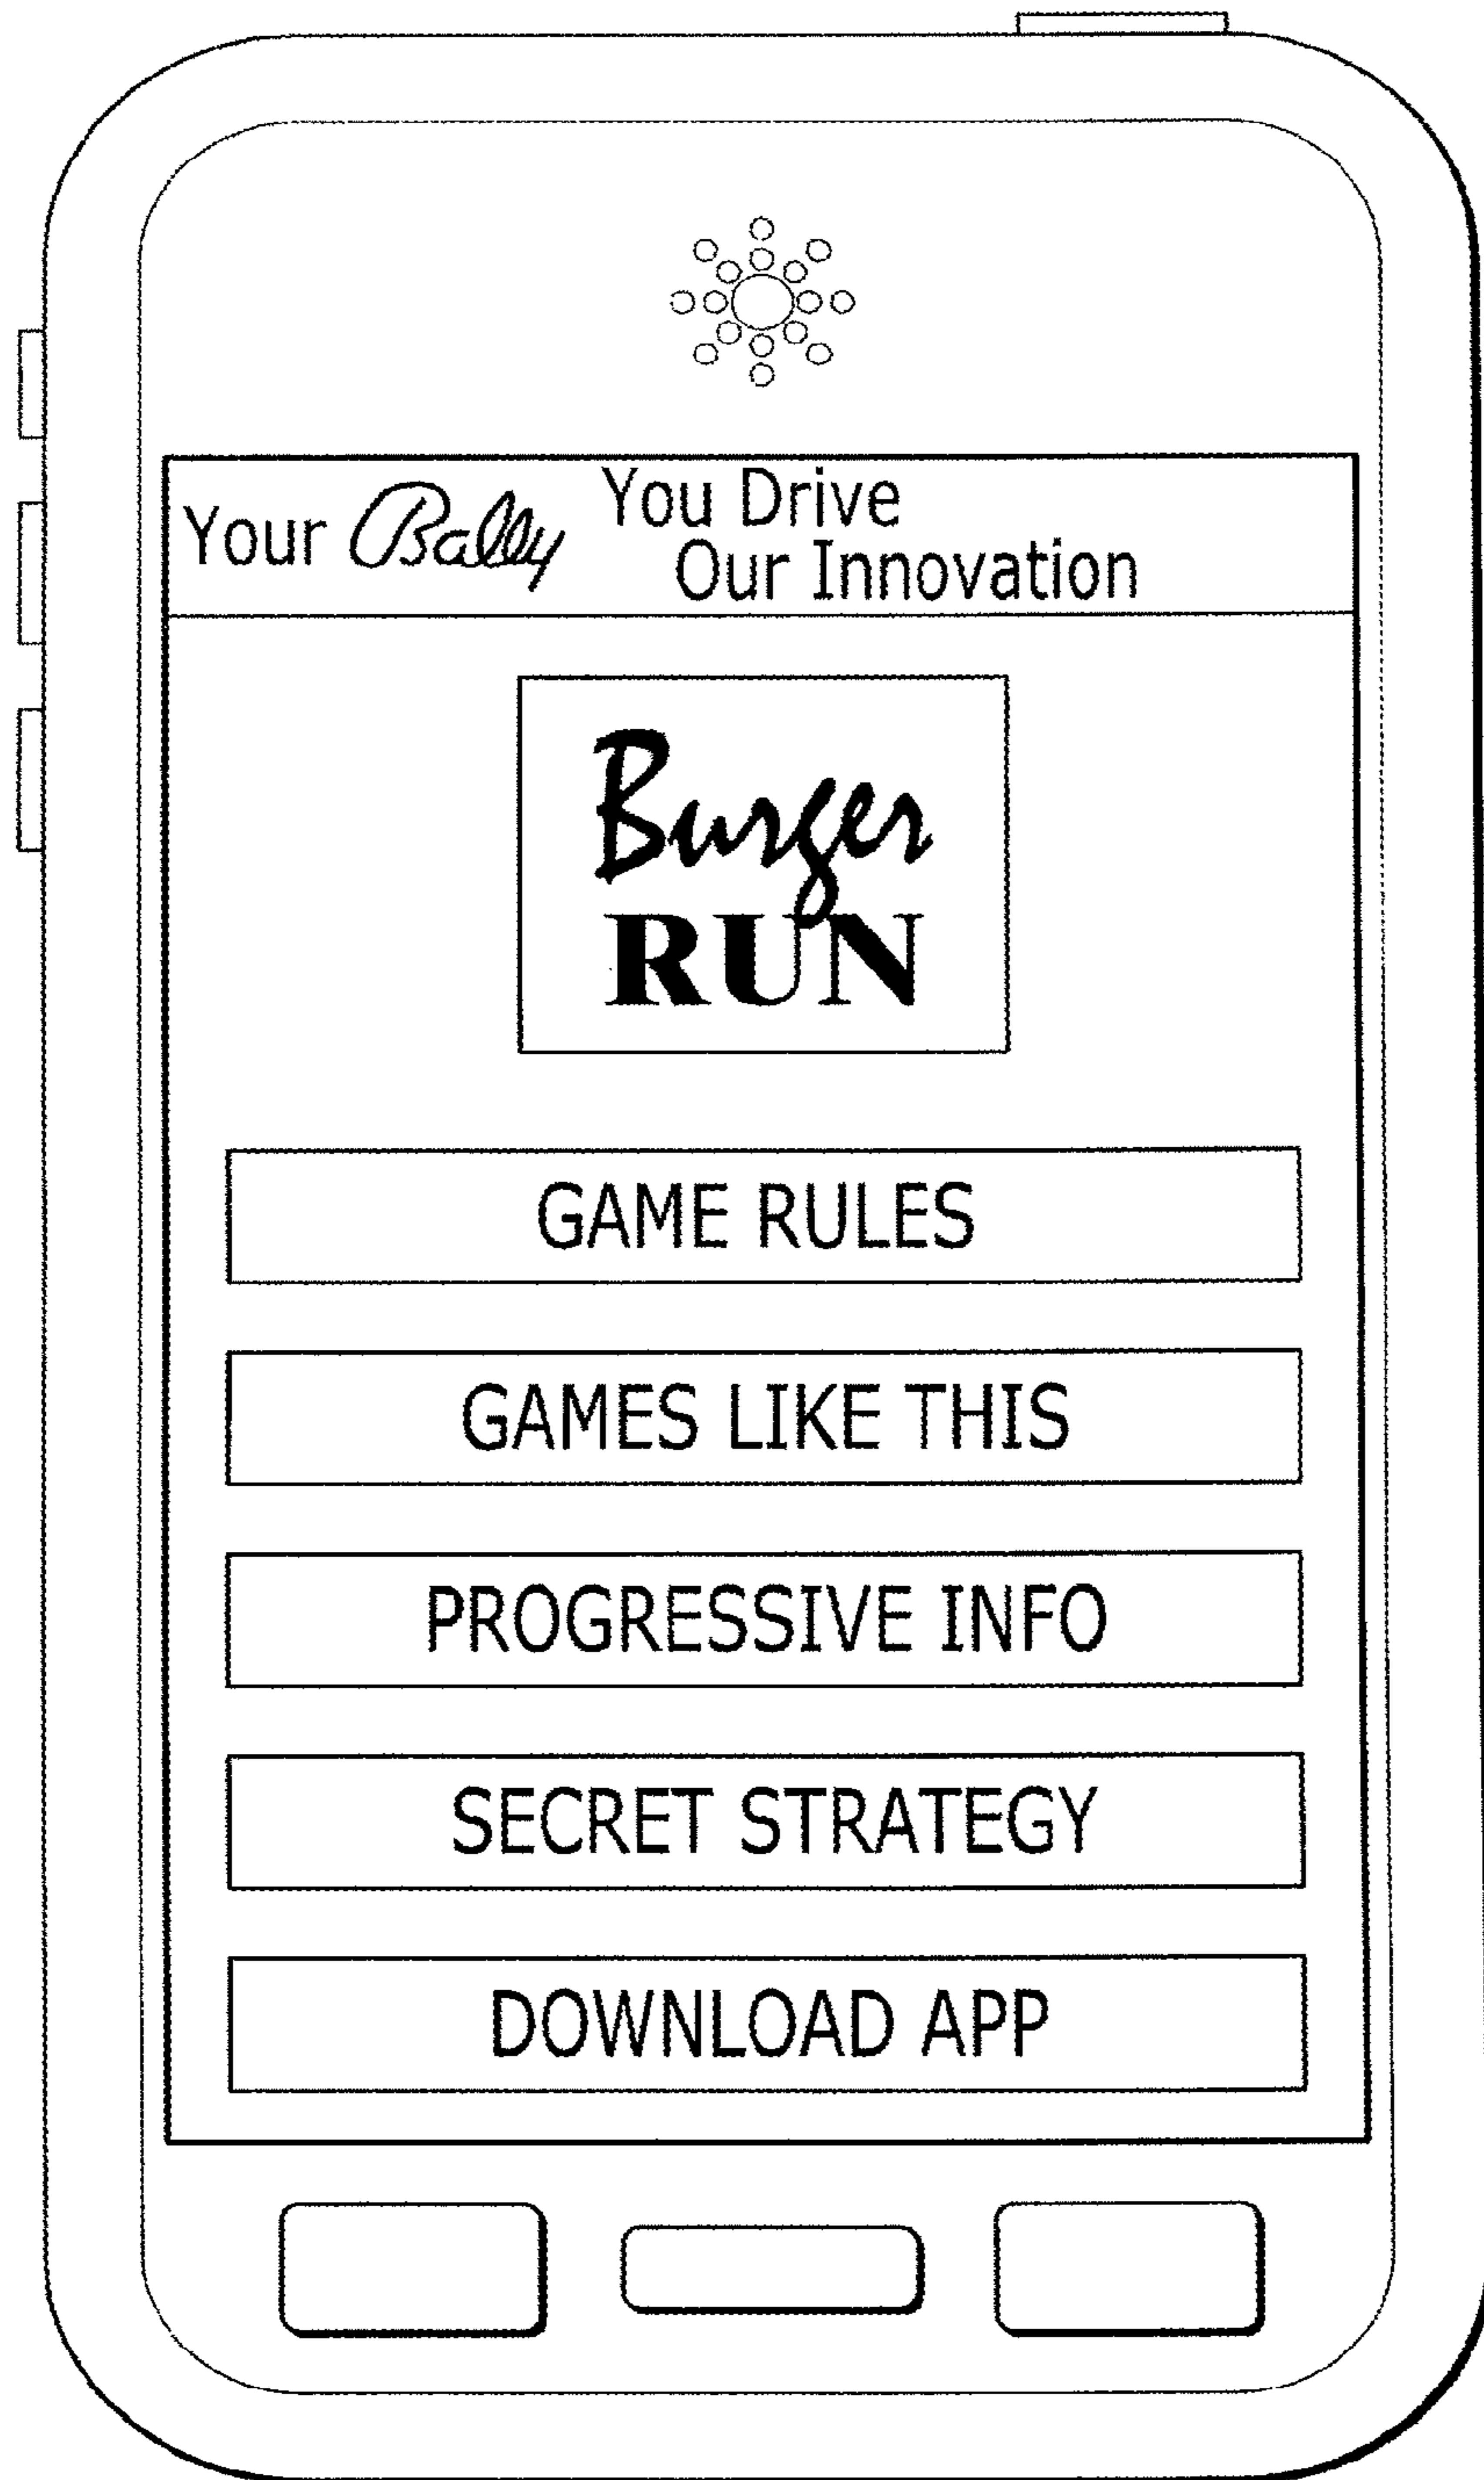 Your Bally You Drive
Our Innovation
Burger
RUN
GAME RULES
GAMES LIKE THIS
PROGRESSIVE INFO
SECRET STRATEGY
DOWNLOAD APP